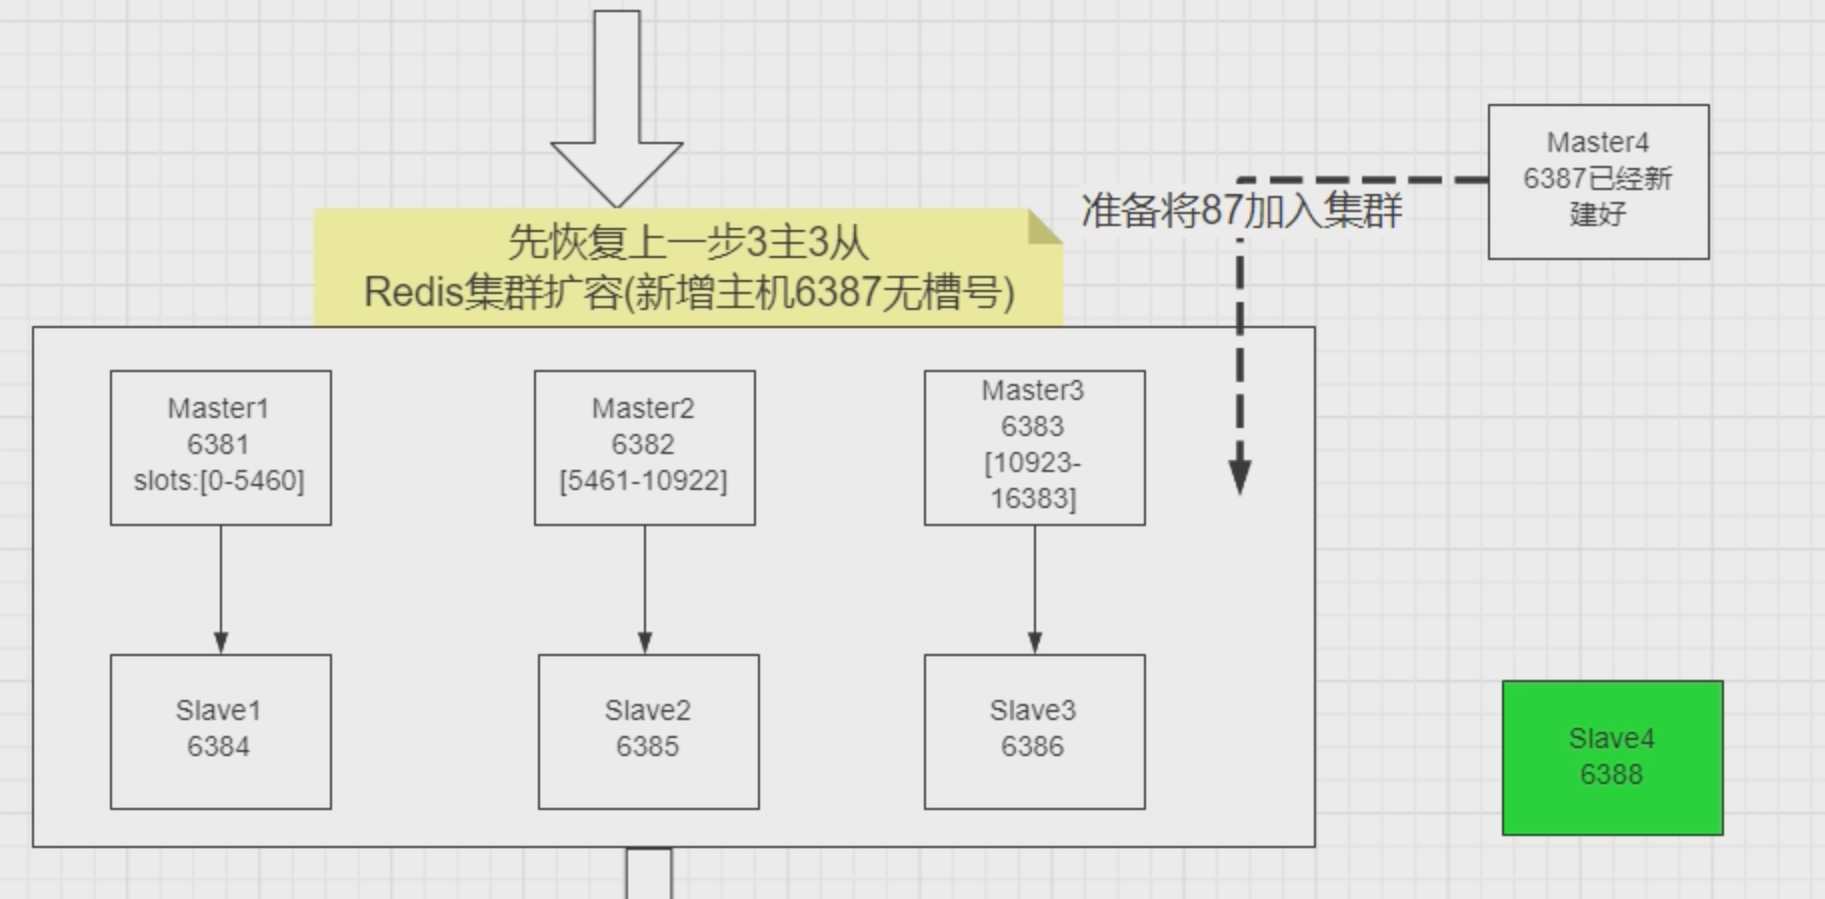 Master4
6387已经新
建好
准备将87加入集群
先恢复上一步3主3从
Redis集群扩容(新增主机6387无槽号)
Master1
6381
slots:[0-5460]
Master2
6382
[5461-10922]
Master3
6383
[10923-
16383]
Slave1
6384
Slave2
6385
Slave3
6386
Slave4
6388